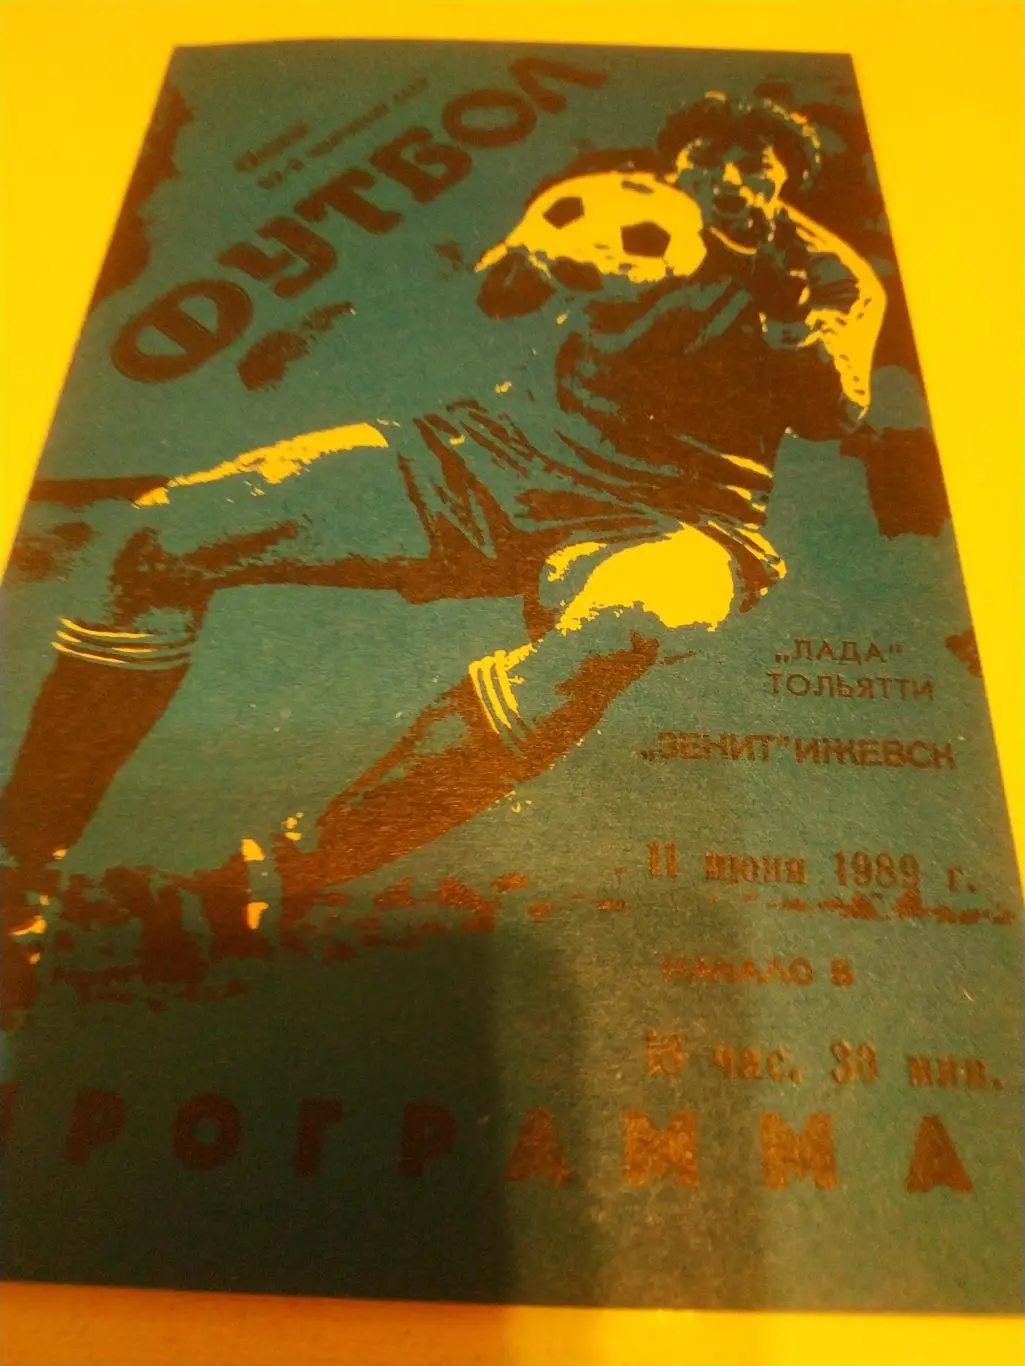 ФУТБОЛ
„ЛАДА"
ТОЛЬЯТТИ
„ЗЕНИТ" ИЖЕВСК
11 июня 1989 г.
НАЧАЛО В
час. 30 мин.
ПРОГРАММА